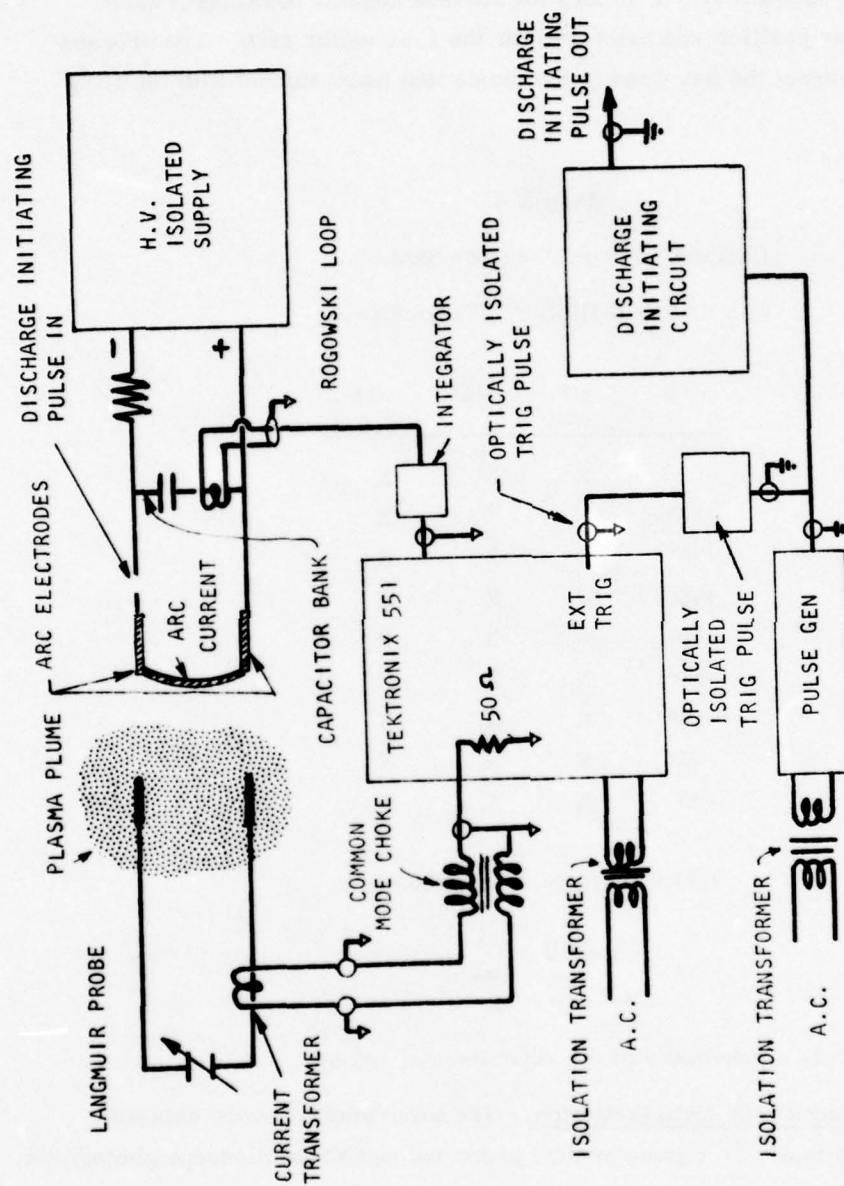 DISCHARGE INITIATING
PULSE IN
ARC ELECTRODES
PLASMA PLUME
LANGMUIR PROBE
H.V.
ISOLATED
SUPPLY
−
+
ARC
CURRENT
ROGOWSKI LOOP
CAPACITOR BANK
CURRENT
TRANSFORMER
COMMON
MODE CHOKE
50 Ω
TEKTRONIX 551
INTEGRATOR
OPTICALLY ISOLATED
TRIG PULSE
EXT
TRIG
DISCHARGE
INITIATING
PULSE OUT
DISCHARGE
INITIATING
CIRCUIT
ISOLATION TRANSFORMER
A.C.
OPTICALLY
ISOLATED
TRIG PULSE
PULSE GEN
ISOLATION TRANSFORMER
A.C.